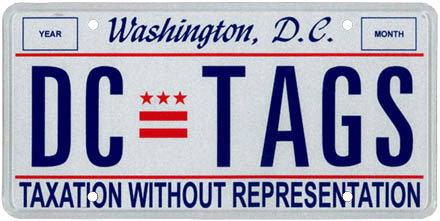 YEAR Washington, D.C. MONTH
DC TAGS
TAXATION WITHOUT REPRESENTATION